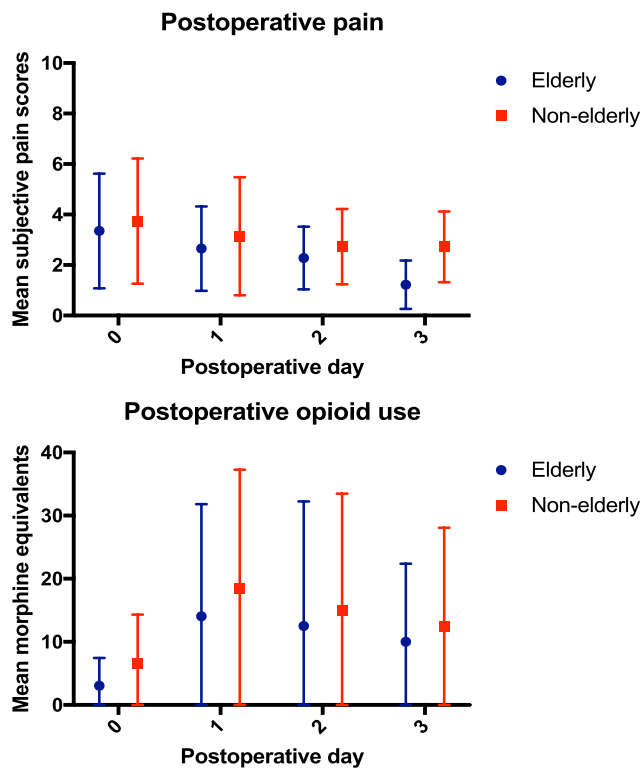 Postoperative pain
Mean subjective pain scores
10
8
6
4
2
0
0
1
2
3
Postoperative day
Elderly
Non-elderly
Postoperative opioid use
Mean morphine equivalents
40
30
20
10
0
0
1
2
3
Postoperative day
Elderly
Non-elderly